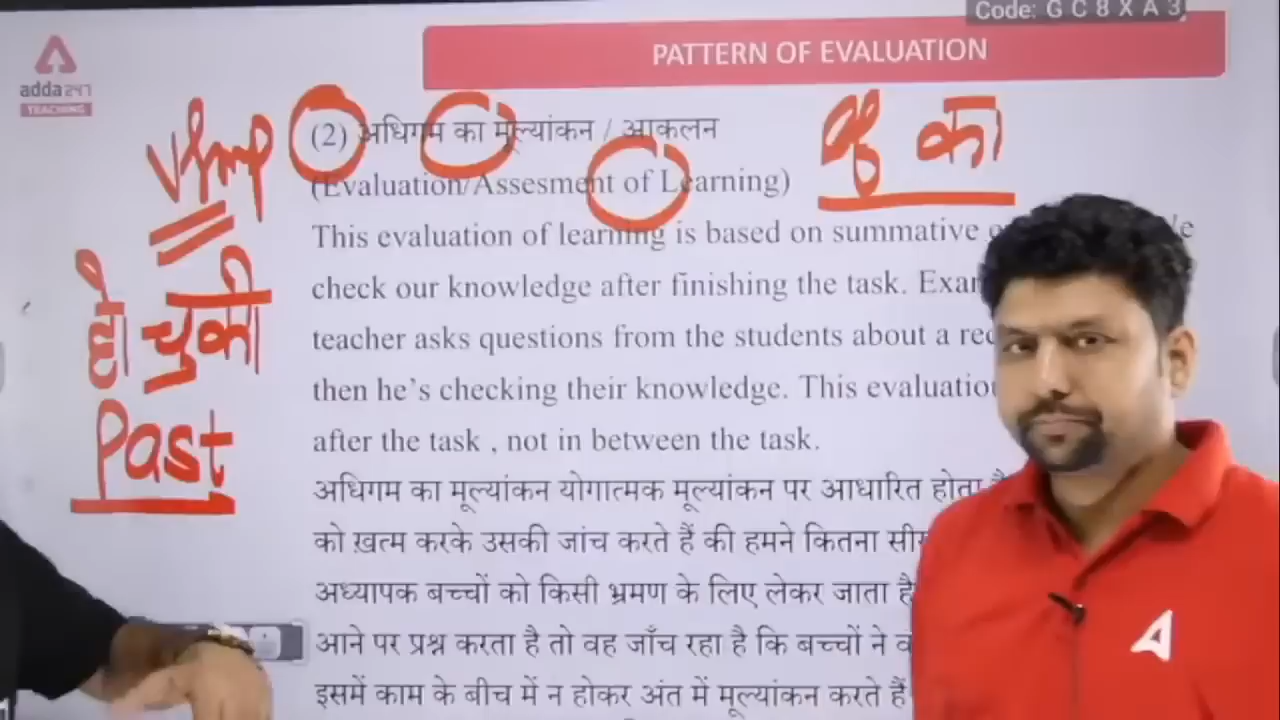 Code: G C 8 X A 3
PATTERN OF EVALUATION
adda247
TEACHING
(2) अधिगम का मूल्यांकन / आकलन
(Evaluation/Assesment of Learning)
This evaluation of learning is based on summative
check our knowledge after finishing the task.
teacher asks questions from the students about a
then he's checking their knowledge. This
after the task , not in between the task.
अधिगम का मूल्यांकन योगात्मक मूल्यांकन पर आधारित होता
को ख़त्म करके उसकी जांच करते हैं की हमने कितना
अध्यापक बच्चों को किसी भ्रमण के लिए लेकर जाता है
आने पर प्रश्न करता है तो वह जाँच रहा है कि बच्चों ने
इसमें काम के बीच में न होकर अंत में मूल्यांकन करते हैं
VImp
हो चुकी
Past
का